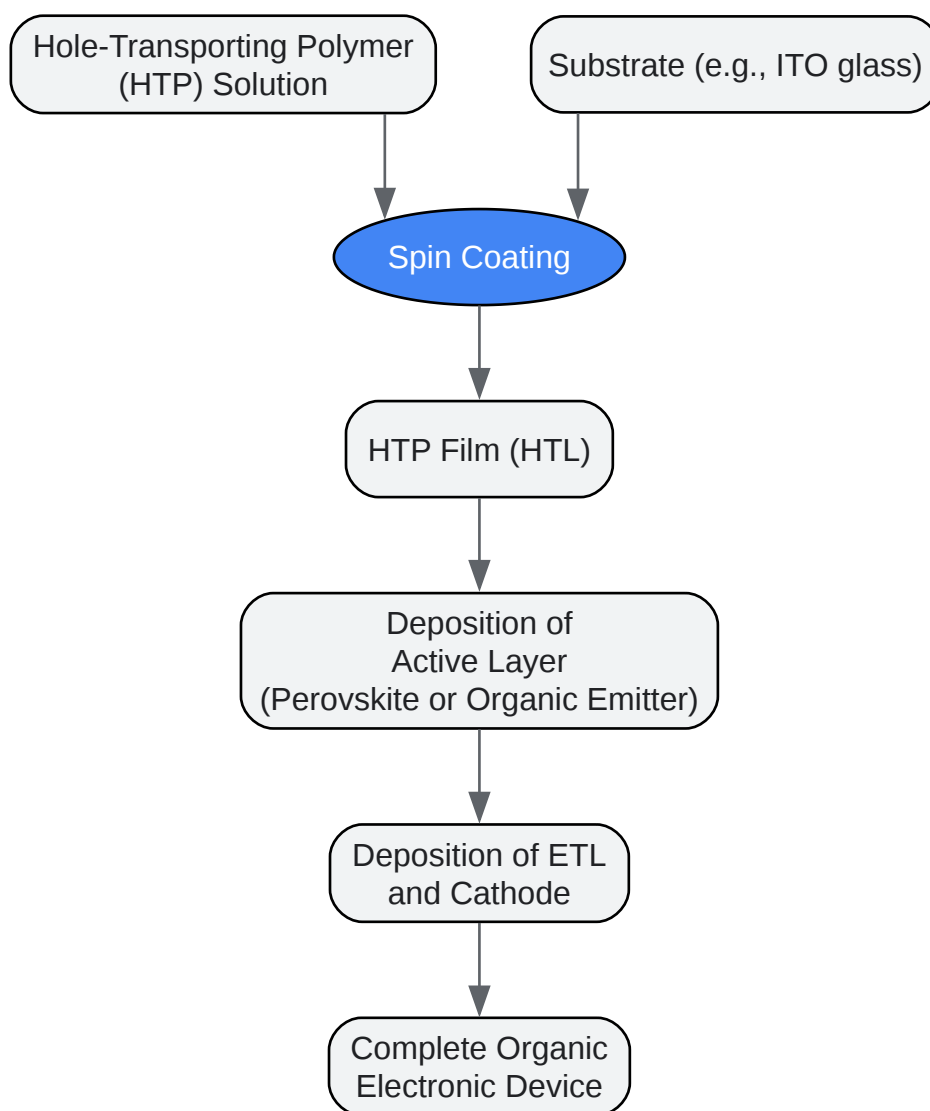 Hole-Transporting Polymer
(HTP) Solution
Substrate (e.g., ITO glass)
Spin Coating
HTP Film (HTL)
Deposition of
Active Layer
(Perovskite or Organic Emitter)
Deposition of ETL
and Cathode
Complete Organic
Electronic Device